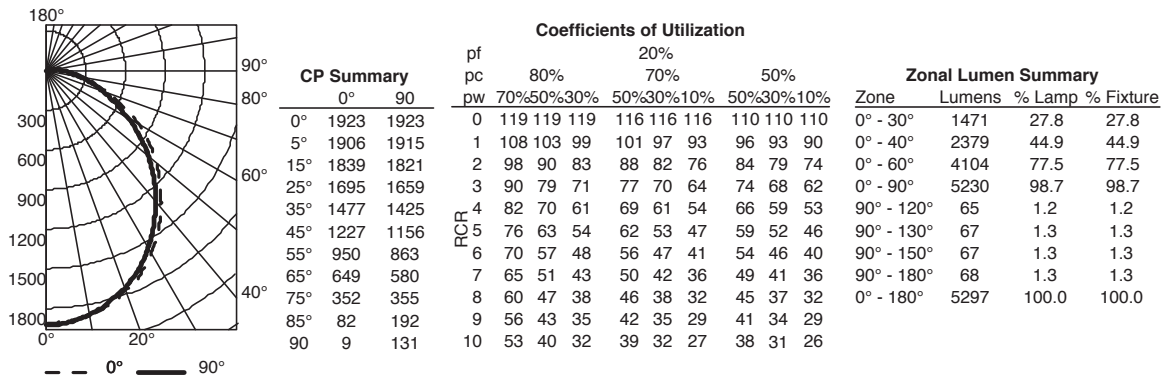 180°
90°
80°
60°
40°
300
600
900
1200
1500
1800
0° 20°
0° 90°
CP Summary
0° 90
0° 1923 1923
5° 1906 1915
15° 1839 1821
25° 1695 1659
35° 1477 1425
45° 1227 1156
55° 950 863
65° 649 580
75° 352 355
85° 82 192
90 9 131
Coefficients of Utilization
pf 20%
pc 80% 70% 50%
pw 70%50%30% 50%30%10% 50%30%10%
RCR
0 119 119 119 116 116 116 110 110 110
1 108 103 99 101 97 93 96 93 90
2 98 90 83 88 82 76 84 79 74
3 90 79 71 77 70 64 74 68 62
4 82 70 61 69 61 54 66 59 53
5 76 63 54 62 53 47 59 52 46
6 70 57 48 56 47 41 54 46 40
7 65 51 43 50 42 36 49 41 36
8 60 47 38 46 38 32 45 37 32
9 56 43 35 42 35 29 41 34 29
10 53 40 32 39 32 27 38 31 26
Zonal Lumen Summary
Zone Lumens % Lamp % Fixture
0° - 30° 1471 27.8 27.8
0° - 40° 2379 44.9 44.9
0° - 60° 4104 77.5 77.5
0° - 90° 5230 98.7 98.7
90° - 120° 65 1.2 1.2
90° - 130° 67 1.3 1.3
90° - 150° 67 1.3 1.3
90° - 180° 68 1.3 1.3
0° - 180° 5297 100.0 100.0